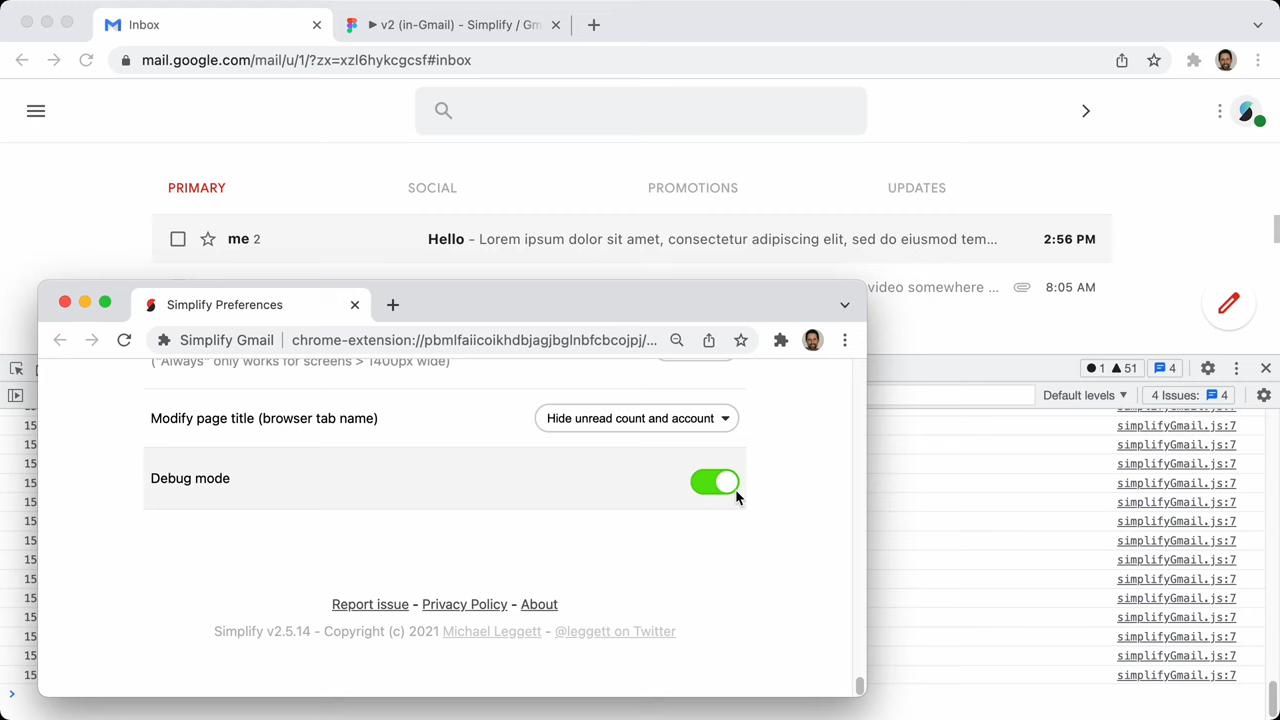 Inbox
v2 (in-Gmail) - Simplify / Gm
mail.google.com/mail/u/1/?zx=xzl6hykcgcsf#inbox
PRIMARY
SOCIAL
PROMOTIONS
UPDATES
me 2
Hello - Lorem ipsum dolor sit amet, consectetur adipiscing elit, sed do eiusmod tem...
2:56 PM
video somewhere ...
8:05 AM
Simplify Preferences
Simplify Gmail
chrome-extension://pbmlfaiicoikhdbjagjbglnbfcbcojpj/...
("Always" only works for screens > 1400px wide)
Modify page title (browser tab name)
Hide unread count and account
Debug mode
Report issue - Privacy Policy - About
Simplify v2.5.14 - Copyright (c) 2021 Michael Leggett - @leggett on Twitter
1
51
4
Default levels
4 Issues:
4
15
simplifyGmail.js:7
15
simplifyGmail.js:7
15
simplifyGmail.js:7
15
simplifyGmail.js:7
15
simplifyGmail.js:7
15
simplifyGmail.js:7
15
simplifyGmail.js:7
15
simplifyGmail.js:7
15
simplifyGmail.js:7
15
simplifyGmail.js:7
15
simplifyGmail.js:7
15
simplifyGmail.js:7
15
simplifyGmail.js:7
15
simplifyGmail.js:7